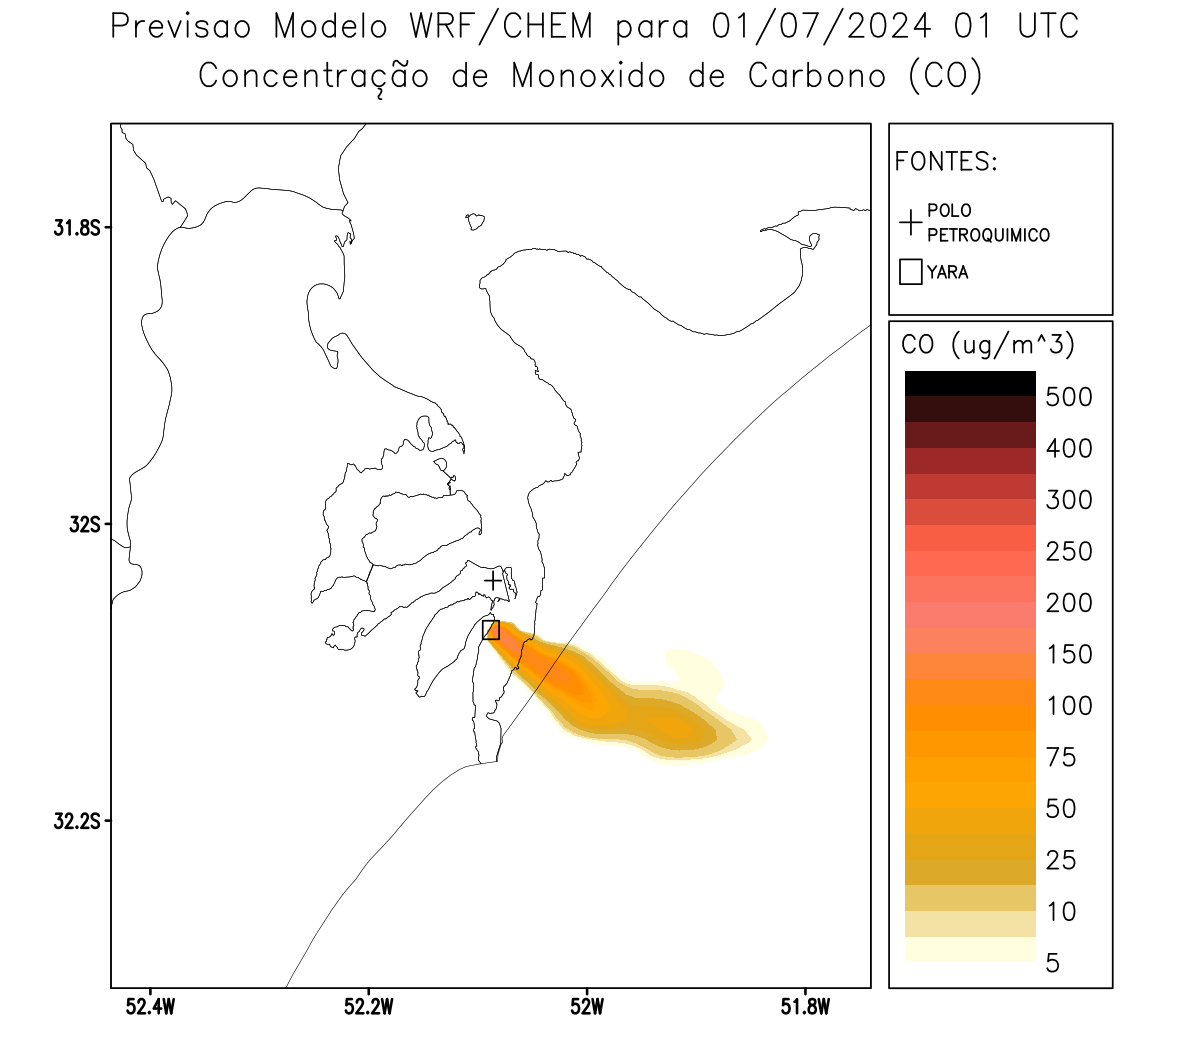 Previsao Modelo WRF/CHEM para 01/07/2024 01 UTC
Concentração de Monoxido de Carbono (CO)
FONTES:
POLO
PETROQUIMICO
YARA
CO (ug/m^3)
500
400
300
250
200
150
100
75
50
25
10
5
31.8S
32S
32.2S
52.4W
52.2W
52W
51.8W